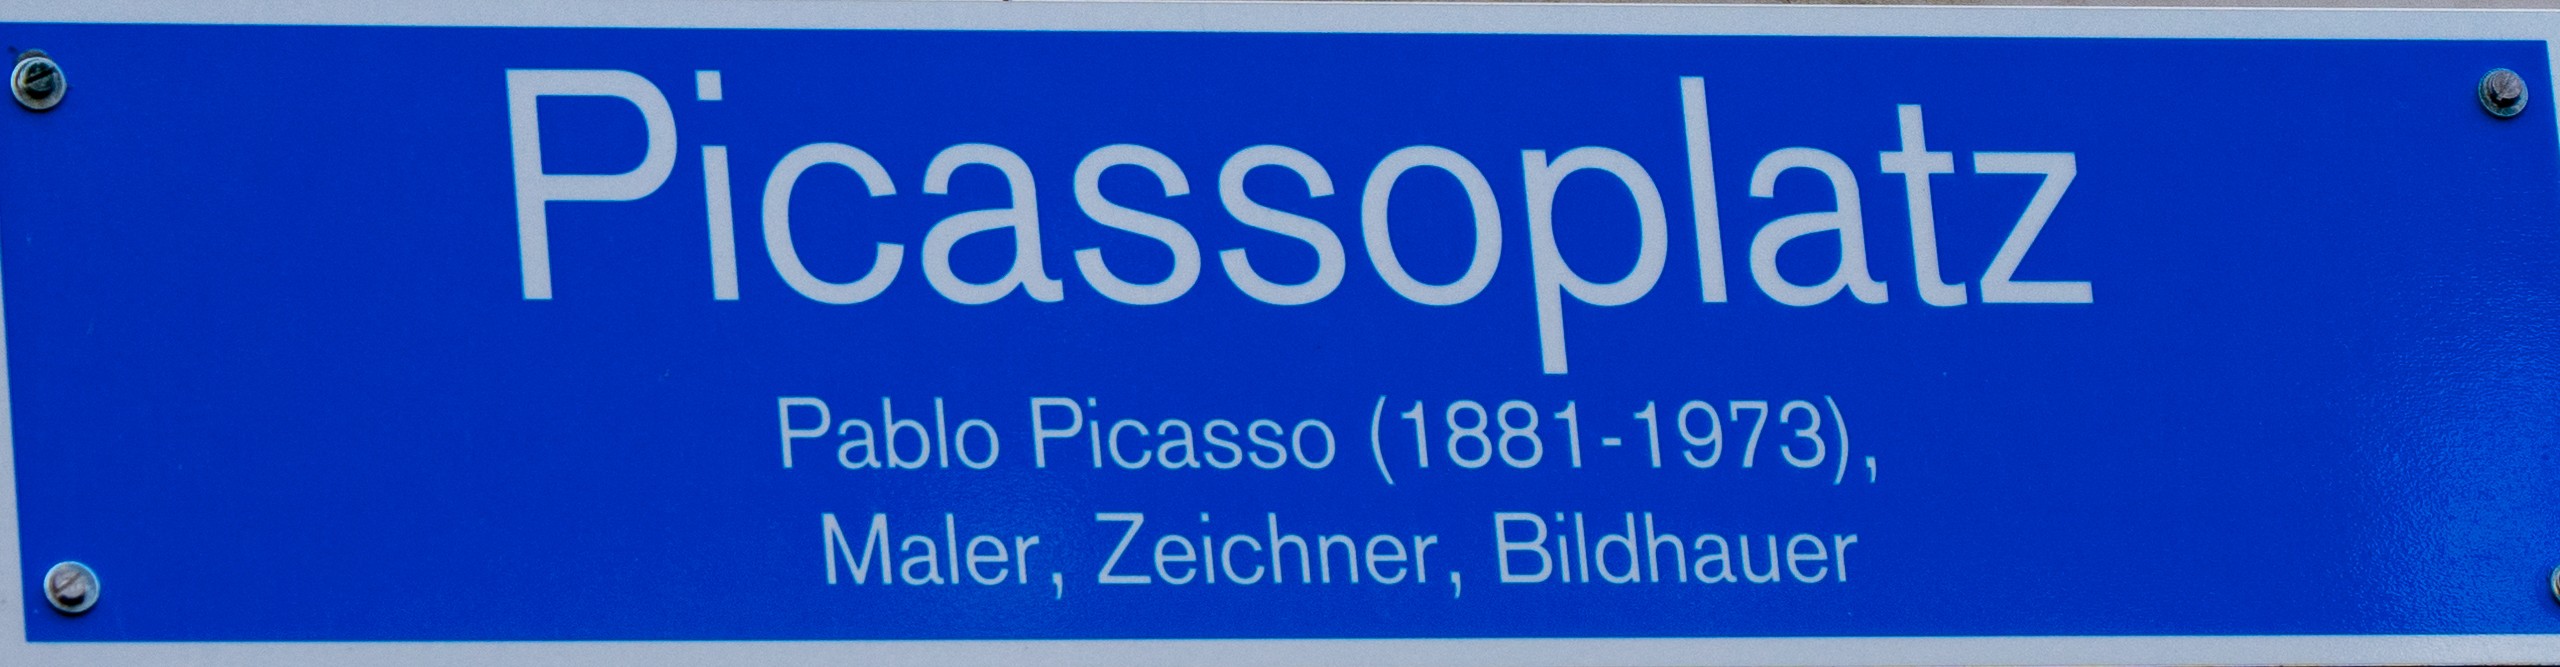 Picassoplatz
Pablo Picasso (1881-1973),
Maler, Zeichner, Bildhauer